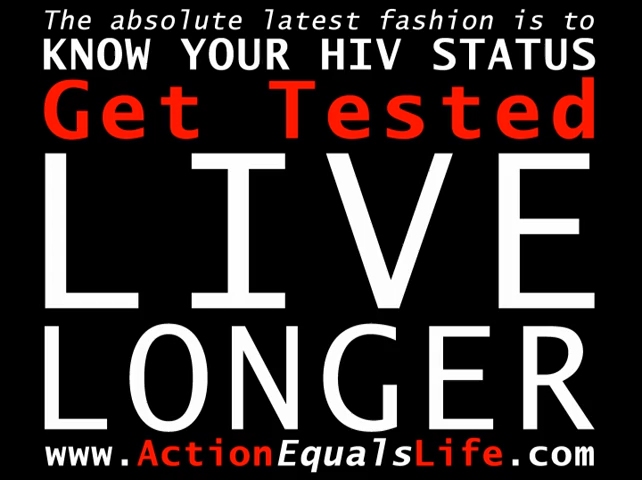 The absolute latest fashion is to
KNOW YOUR HIV STATUS
Get Tested
LIVE
LONGER
www.ActionEqualsLife.com